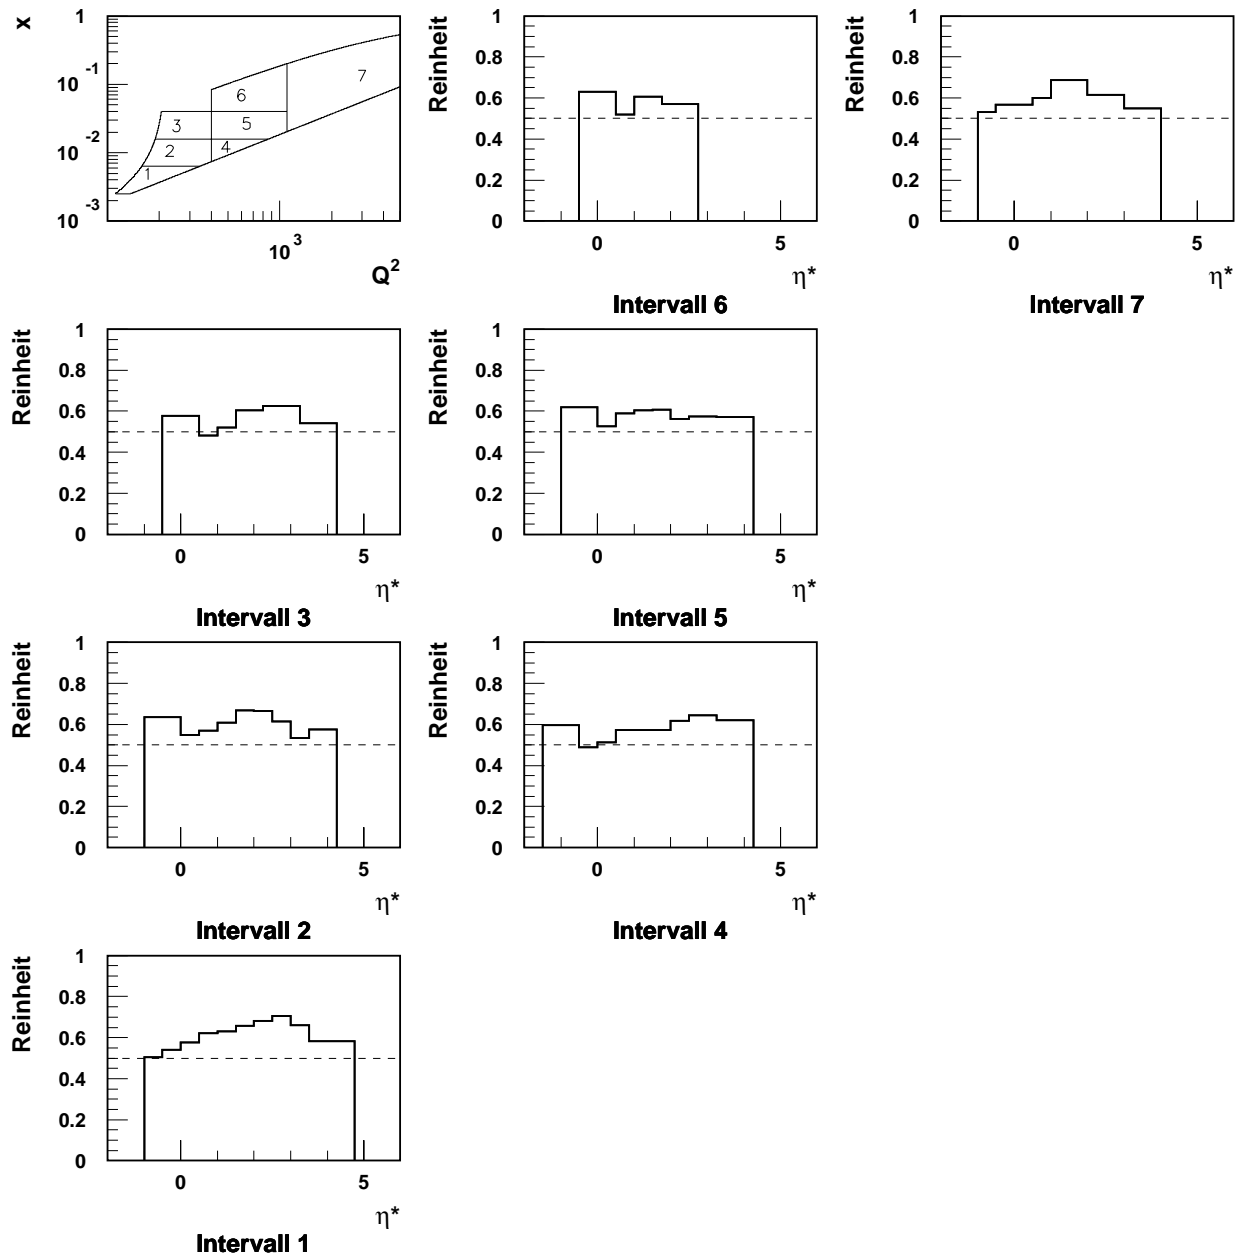 x
1
10 -1
10 -2
10 -3
1
2
3
4
5
6
7
10 3
Q2
Reinheit
1
0.8
0.6
0.4
0.2
0
0
5
η*
Intervall 6
Reinheit
1
0.8
0.6
0.4
0.2
0
0
5
η*
Intervall 7
Reinheit
1
0.8
0.6
0.4
0.2
0
0
5
η*
Intervall 3
Reinheit
1
0.8
0.6
0.4
0.2
0
0
5
η*
Intervall 5
Reinheit
1
0.8
0.6
0.4
0.2
0
0
5
η*
Intervall 2
Reinheit
1
0.8
0.6
0.4
0.2
0
0
5
η*
Intervall 4
Reinheit
1
0.8
0.6
0.4
0.2
0
0
5
η*
Intervall 1